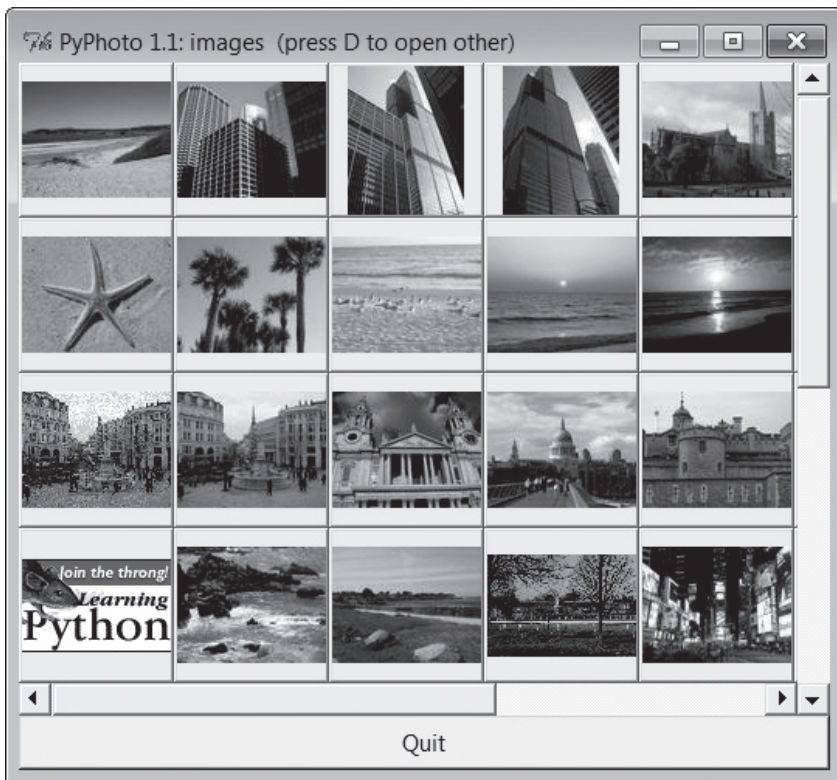 PyPhoto 1.1: images (press D to open other)
Join the throng!
Learning
Python
Quit